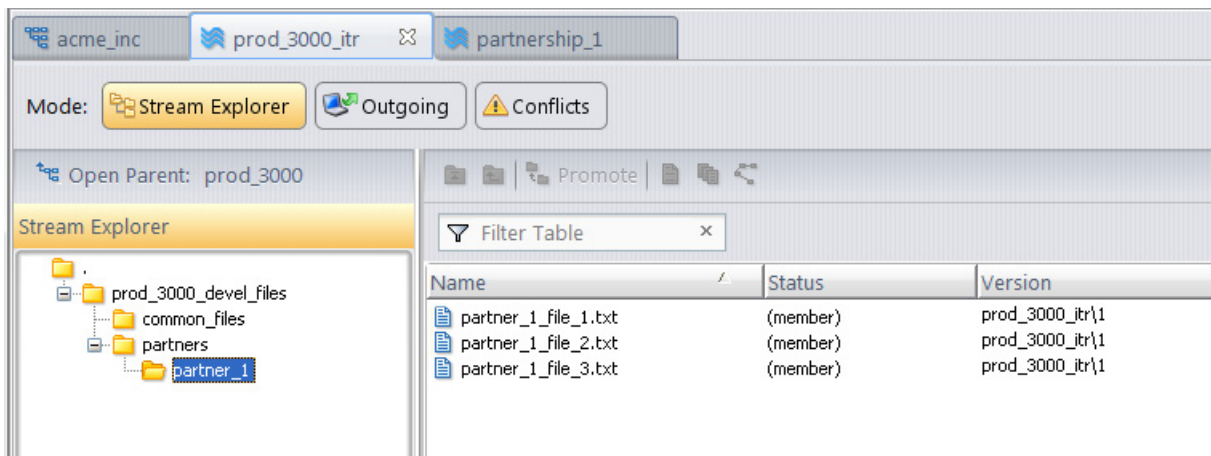 acme_inc prod_3000_itr partnership_1
Mode: Stream Explorer Outgoing Conflicts
Open Parent: prod_3000 Promote
Stream Explorer
Filter Table
.
prod_3000_devel_files
common_files
partners
partner_1
Name Status Version
partner_1_file_1.txt (member) prod_3000_itr\1
partner_1_file_2.txt (member) prod_3000_itr\1
partner_1_file_3.txt (member) prod_3000_itr\1